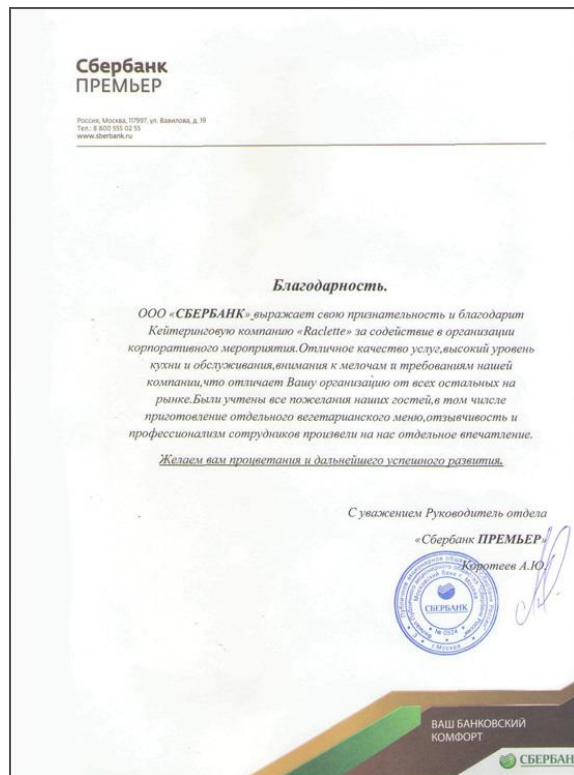 Сбербанк
ПРЕМЬЕР
Россия, Москва, 117997, ул. Вавилова, д. 19
Тел.: 8 800 555 02 55
www.sberbank.ru
Благодарность.
ООО «СБЕРБАНК» выражает свою признательность и благодарит
Кейтеринговую компанию «Raclette» за содействие в организации
корпоративного мероприятия.Отличное качество услуг,высокий уровень
кухни и обслуживания,внимания к мелочам и требованиям нашей
компании,что отличает Вашу организацию от всех остальных на
рынке.Были учтены все пожелания наших гостей,в том числе
приготовление отдельного вегетарианского меню,отзывчивость и
профессионализм сотрудников произвели на нас отдельное впечатление.
Желаем вам процветания и дальнейшего успешного развития.
С уважением Руководитель отдела
«Сбербанк ПРЕМЬЕР»
Коротеев А.Ю.
СБЕРБАНК
г.Москва
ВАШ БАНКОВСКИЙ
КОМФОРТ
СБЕРБАН